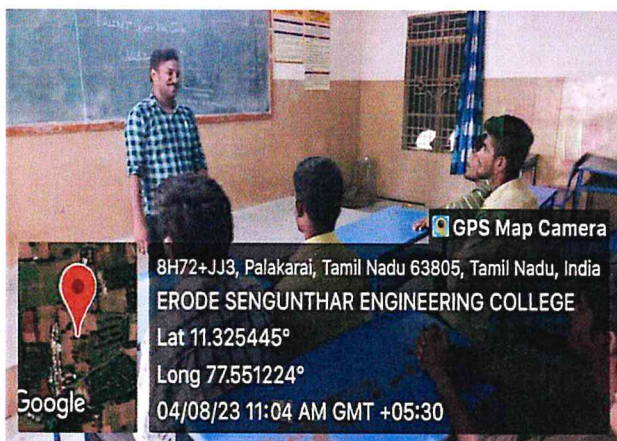 GPS Map Camera
8H72+JJ3, Palakarai, Tamil Nadu 63805, Tamil Nadu, India
ERODE SENGUNTHAR ENGINEERING COLLEGE
Lat 11.325445°
Long 77.551224°
04/08/23 11:04 AM GMT +05:30
Google